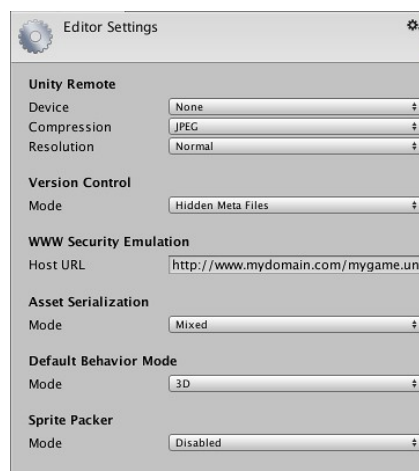 Editor Settings
Unity Remote
Device None
Compression JPEG
Resolution Normal
Version Control
Mode Hidden Meta Files
WWW Security Emulation
Host URL http://www.mydomain.com/mygame.un
Asset Serialization
Mode Mixed
Default Behavior Mode
Mode 3D
Sprite Packer
Mode Disabled